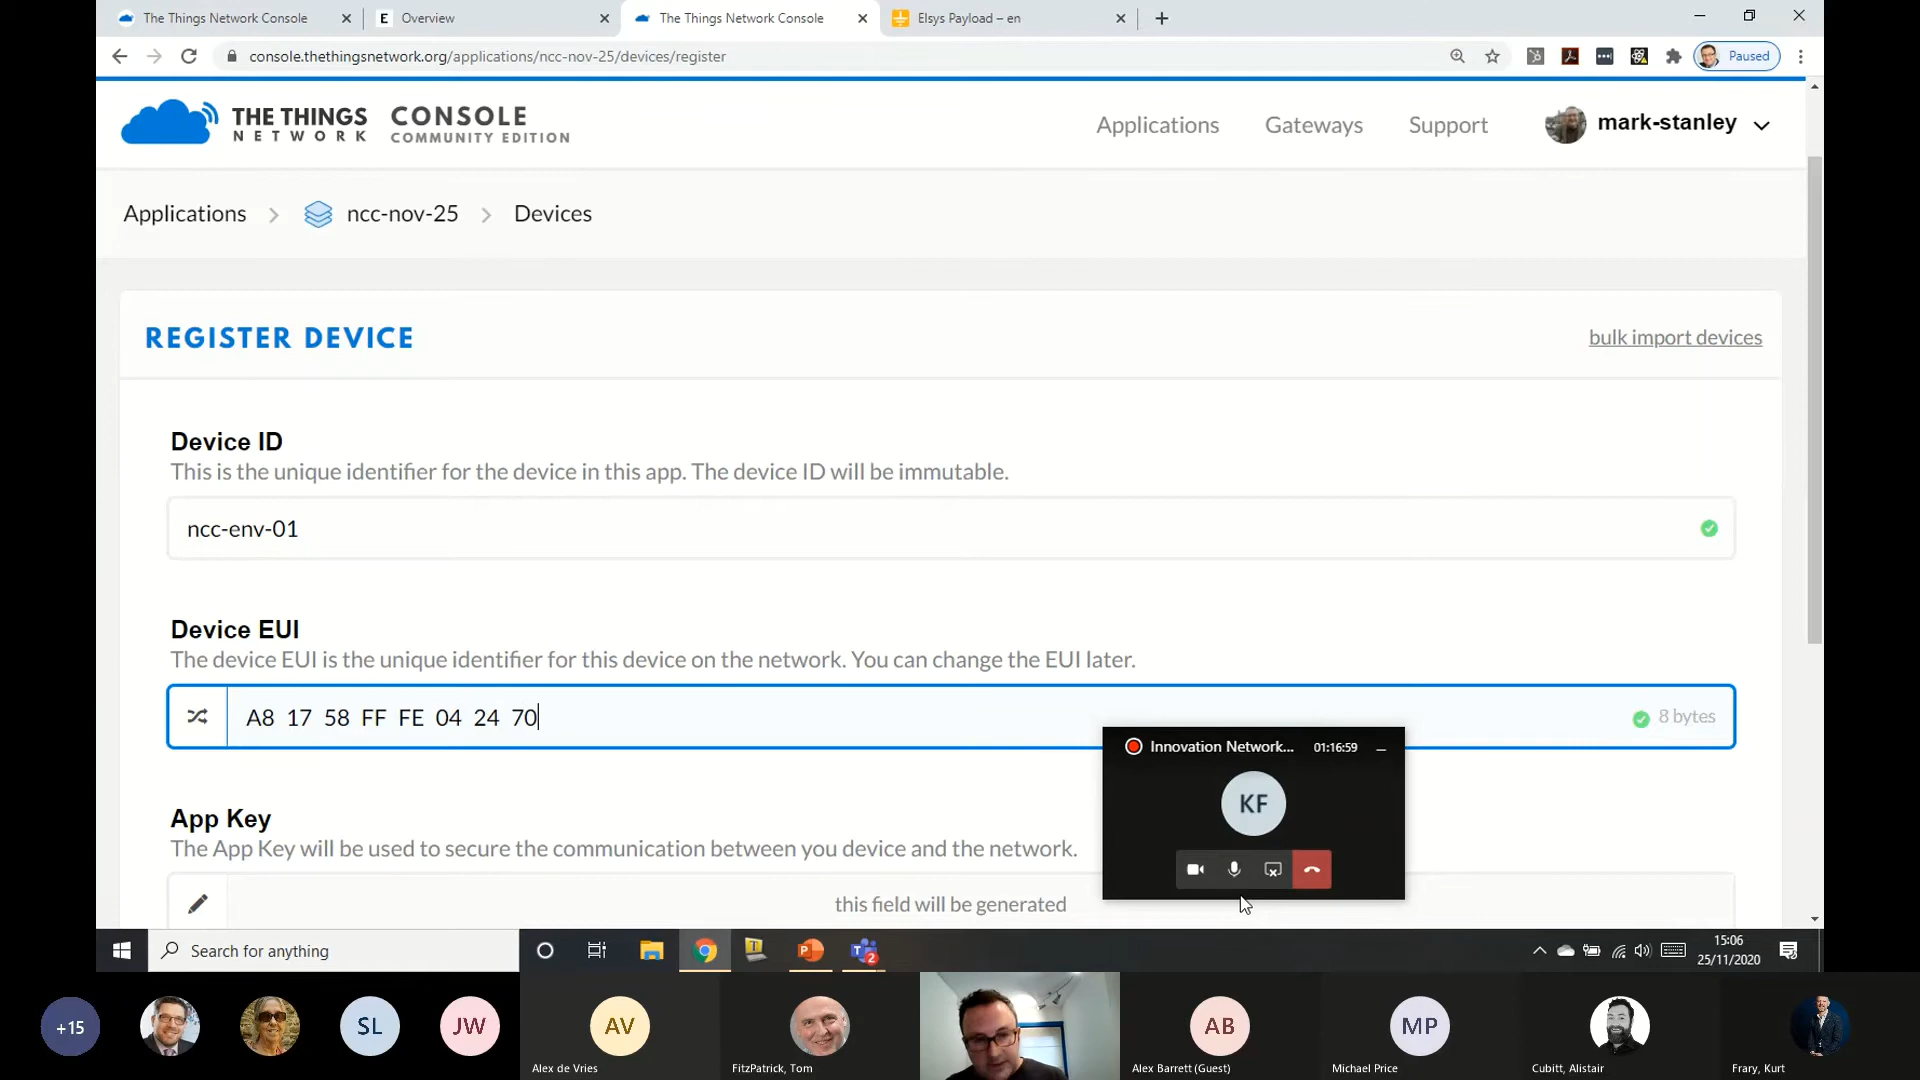 The Things Network Console
E Overview
The Things Network Console
Elsys Payload – en
console.thethingsnetwork.org/applications/ncc-nov-25/devices/register
Paused
THE THINGS NETWORK
CONSOLE COMMUNITY EDITION
Applications
Gateways
Support
mark-stanley
Applications
ncc-nov-25
Devices
REGISTER DEVICE
bulk import devices
Device ID
This is the unique identifier for the device in this app. The device ID will be immutable.
ncc-env-01
Device EUI
The device EUI is the unique identifier for this device on the network. You can change the EUI later.
A8 17 58 FF FE 04 24 70
8 bytes
Innovation Network...
01:16:59
KF
App Key
The App Key will be used to secure the communication between you device and the network.
this field will be generated
Search for anything
2
15:06
25/11/2020
+15
SL
JW
AV
AB
MP
Alex de Vries
FitzPatrick, Tom
Alex Barrett (Guest)
Michael Price
Cubitt, Alistair
Frary, Kurt